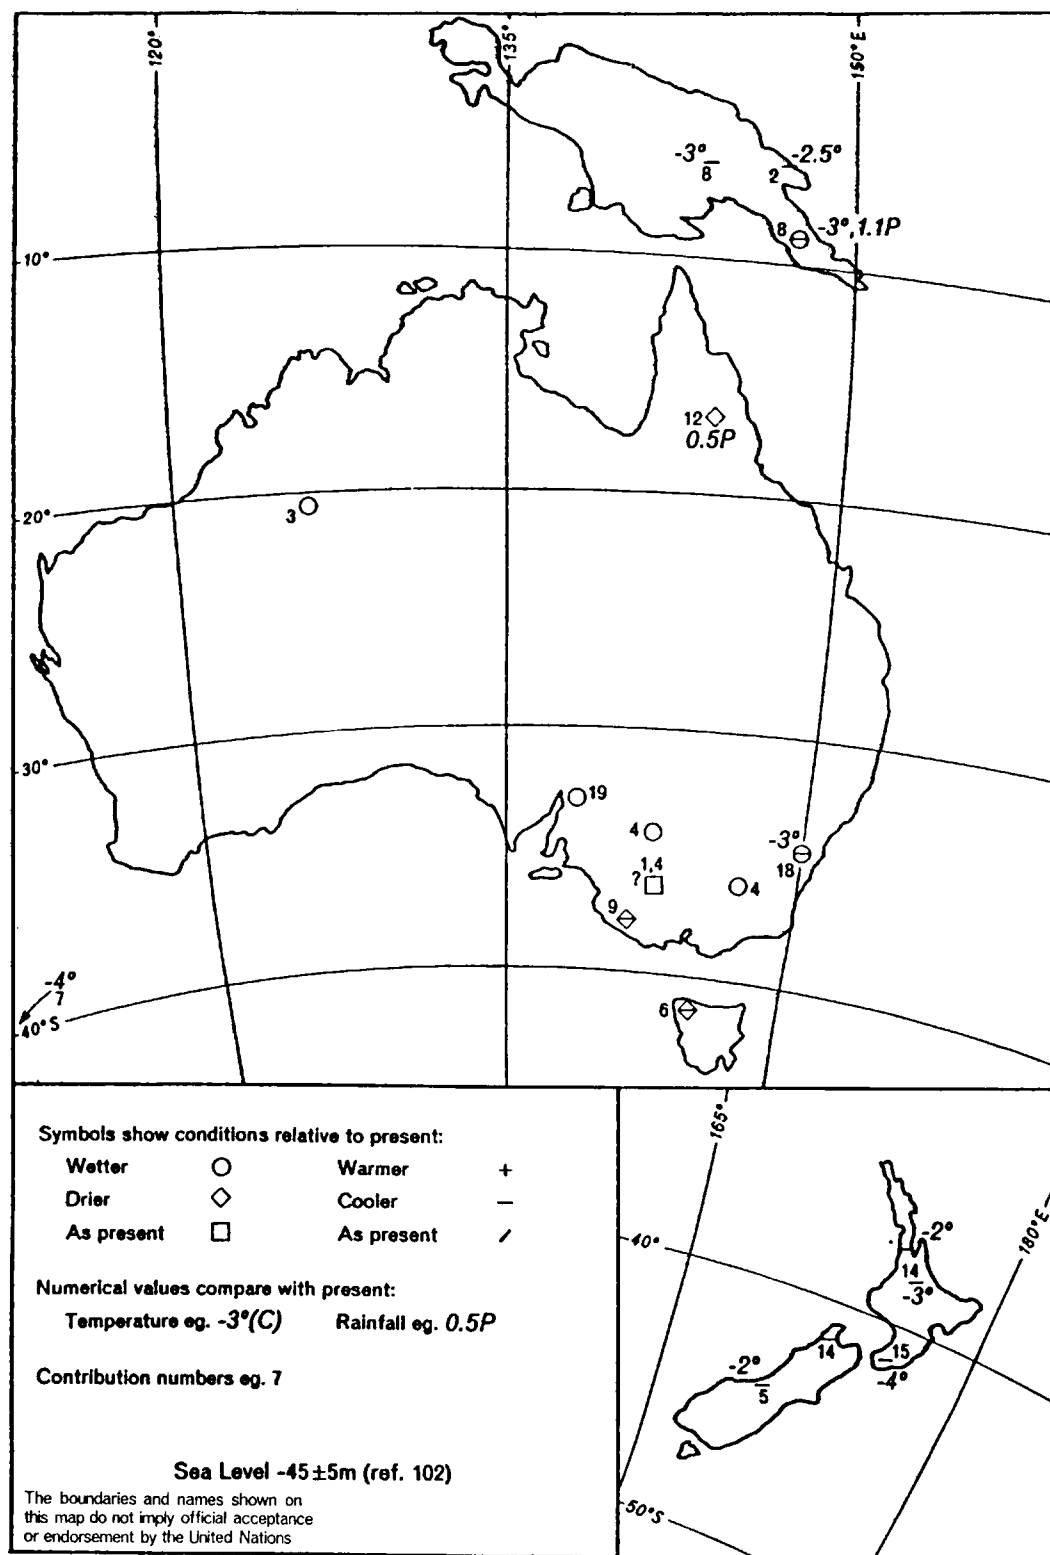 120°
135°
150°E
-3°
8
2
-2.5°
8
-3°,1.1P
10°
12
0.5P
3
20°
30°
19
4
-3°
18
1,4
?
4
9
-4°
7
40°S
6
Symbols show conditions relative to present:
Wetter ○ Warmer +
Drier ◇ Cooler –
As present □ As present /
Numerical values compare with present:
Temperature eg. -3°(C) Rainfall eg. 0.5P
Contribution numbers eg. 7
Sea Level -45±5m (ref. 102)
The boundaries and names shown on
this map do not imply official acceptance
or endorsement by the United Nations
165°
180°E
40°
-2°
14
-3°
15
-4°
14
-2°
5
50°S